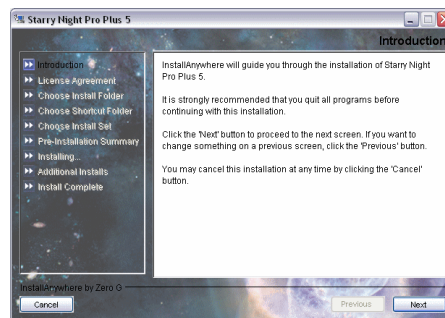 Starry Night Pro Plus 5
Introduction
Introduction
License Agreement
Choose Install Folder
Choose Shortcut Folder
Choose Install Set
Pre-Installation Summary
Installing...
Additional Installs
Install Complete
InstallAnywhere will guide you through the installation of Starry Night
Pro Plus 5.
It is strongly recommended that you quit all programs before
continuing with this installation.
Click the 'Next' button to proceed to the next screen. If you want to
change something on a previous screen, click the 'Previous' button.
You may cancel this installation at any time by clicking the 'Cancel'
button.
InstallAnywhere by Zero G
Cancel
Previous
Next